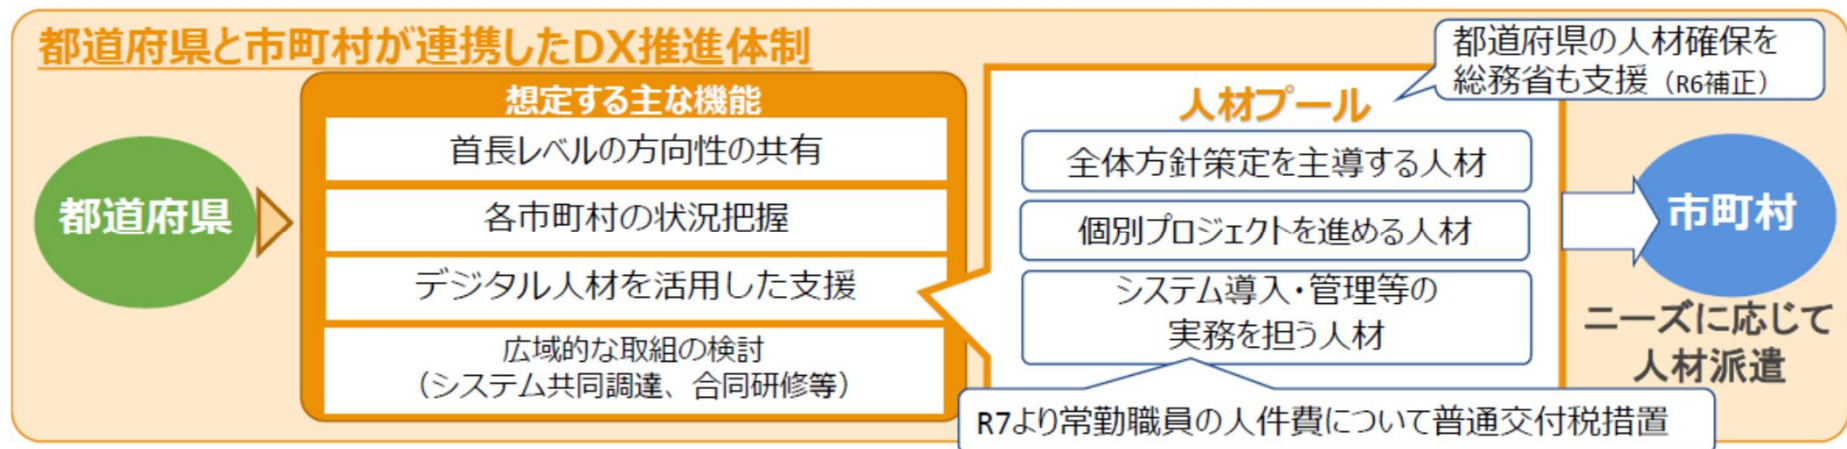 都道府県と市町村が連携したDX推進体制
都道府県
想定する主な機能
首長レベルの方向性の共有
各市町村の状況把握
デジタル人材を活用した支援
広域的な取組の検討
（システム共同調達、合同研修等）
都道府県の人材確保を
総務省も支援（R6補正）
人材プール
全体方針策定を主導する人材
個別プロジェクトを進める人材
システム導入・管理等の
実務を担う人材
R7より常勤職員の人件費について普通交付税措置
市町村
ニーズに応じて
人材派遣